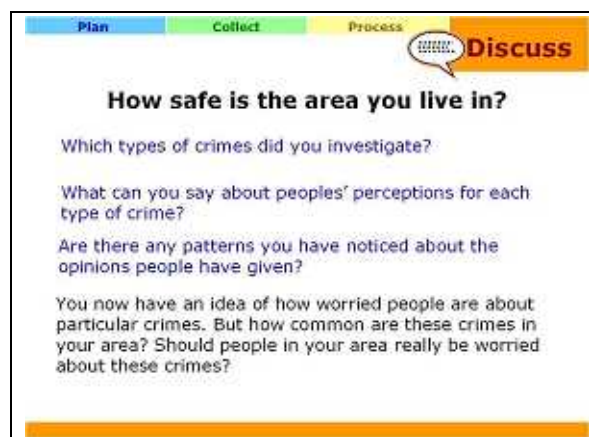 Plan Collect Process
Discuss
How safe is the area you live in?
Which types of crimes did you investigate?
What can you say about peoples' perceptions for each
type of crime?
Are there any patterns you have noticed about the
opinions people have given?
You now have an idea of how worried people are about
particular crimes. But how common are these crimes in
your area? Should people in your area really be worried
about these crimes?